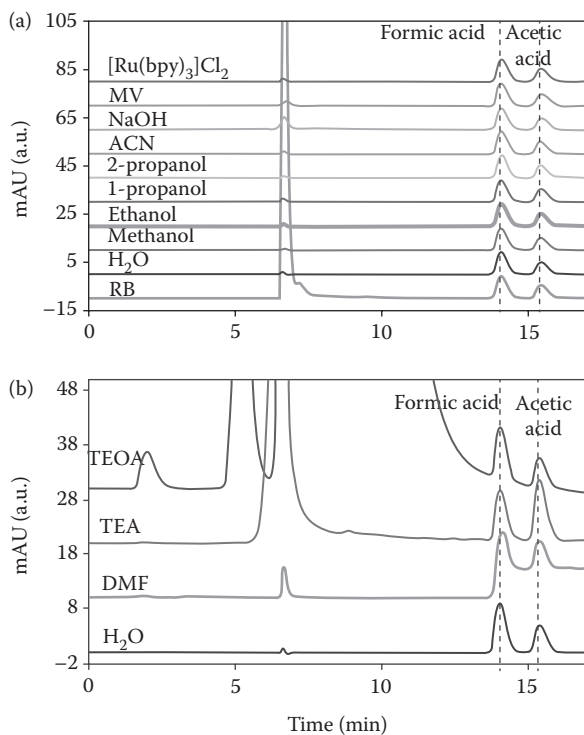 (a)
105
85
65
45
25
5
−15
mAU (a.u.)
Formic acid
Acetic
acid
[Ru(bpy)3]Cl2
MV
NaOH
ACN
2-propanol
1-propanol
Ethanol
Methanol
H2O
RB
0 5 10 15
(b)
48
38
28
18
8
−2
mAU (a.u.)
Formic acid
Acetic
acid
TEOA
TEA
DMF
H2O
0 5 10 15
Time (min)